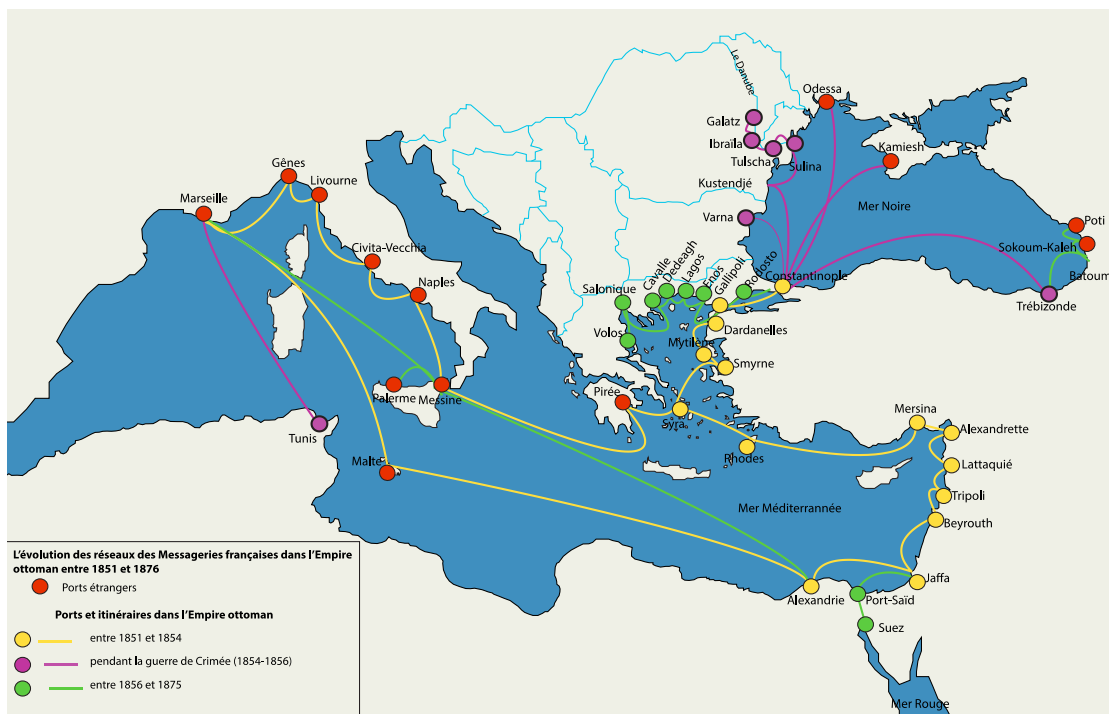 Le Danube
Odessa
Galatz
Ibraïla
Tulscha
Sulina
Kamiesh
Kustendjé
Gênes
Livourne
Marseille
Mer Noire
Varna
Poti
Sokoum-Kaleh
Civita-Vecchia
Batoum
Naples
Salonique
Cavalle
Dedeagh
Lagos
Enos
Gallipoli
Rodosto
Constantinople
Trébizonde
Volos
Dardanelles
Mytilène
Smyrne
Palerme
Messine
Pirée
Syra
Mersina
Alexandrette
Tunis
Malte
Rhodes
Lattaquié
Tripoli
Mer Méditerrannée
Beyrouth
Jaffa
Alexandrie
Port-Saïd
Suez
Mer Rouge
L'évolution des réseaux des Messageries françaises dans l'Empire
ottoman entre 1851 et 1876
Ports étrangers
Ports et itinéraires dans l'Empire ottoman
entre 1851 et 1854
pendant la guerre de Crimée (1854-1856)
entre 1856 et 1875